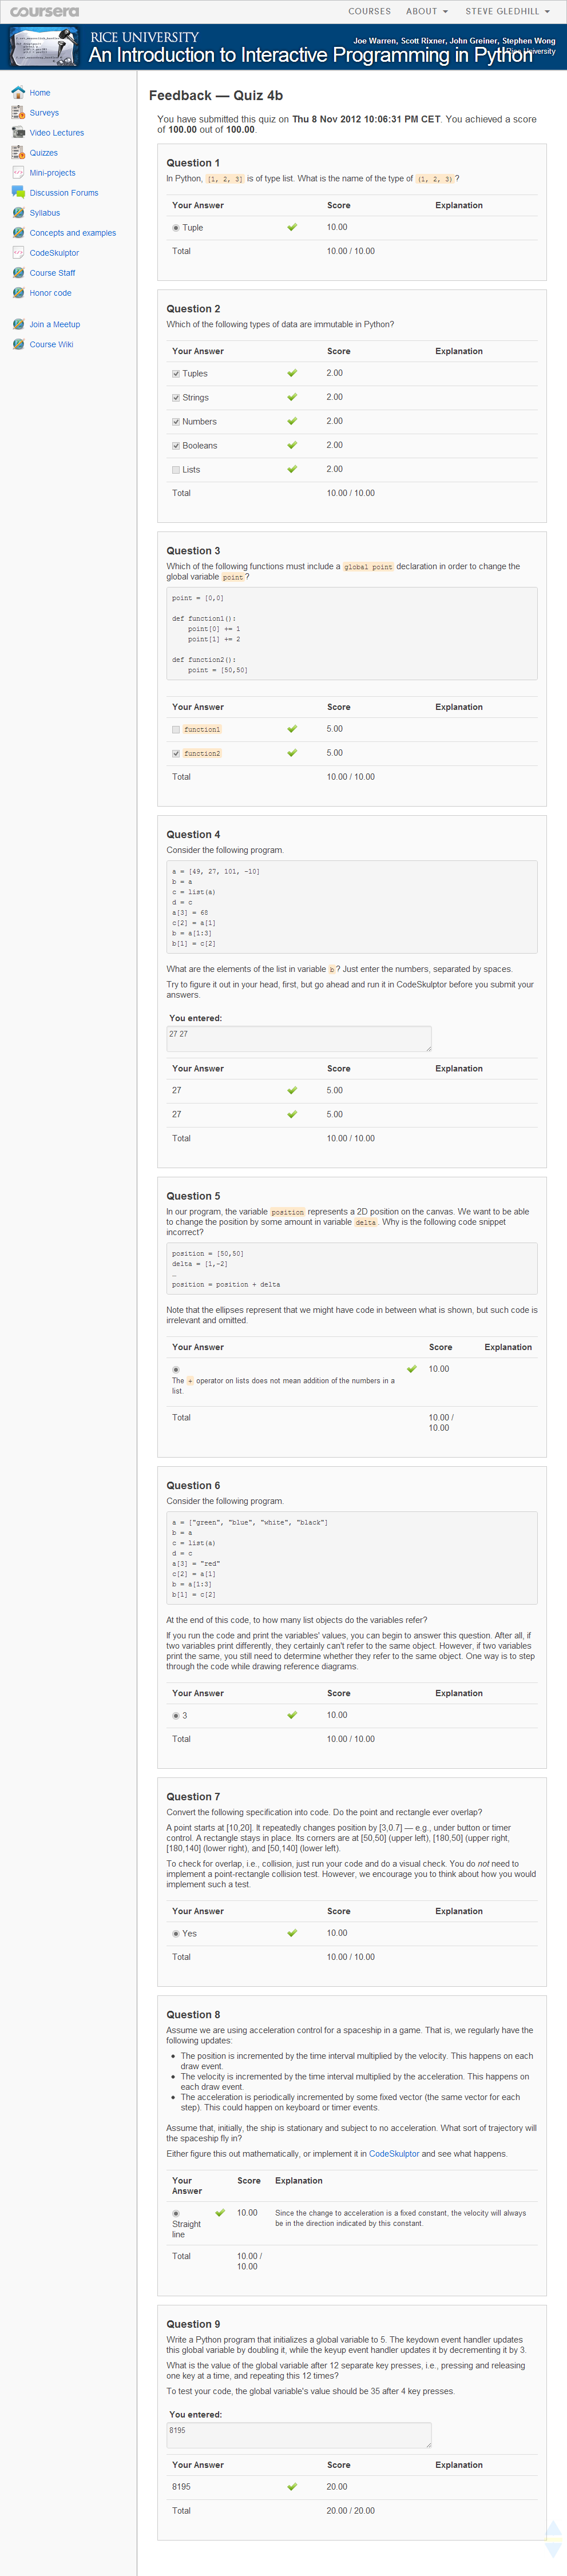 coursera
COURSES ABOUT STEVE GLEDHILL
RICE UNIVERSITY
Joe Warren, Scott Rixner, John Greiner, Stephen Wong
Rice University
An Introduction to Interactive Programming in Python
Home
Surveys
Video Lectures
Quizzes
Mini-projects
Discussion Forums
Syllabus
Concepts and examples
CodeSkulptor
Course Staff
Honor code
Join a Meetup
Course Wiki
Feedback — Quiz 4b
You have submitted this quiz on Thu 8 Nov 2012 10:06:31 PM CET. You achieved a score
of 100.00 out of 100.00.
Question 1
In Python, [1, 2, 3] is of type list. What is the name of the type of (1, 2, 3)?
Your Answer Score Explanation
Tuple 10.00
Total 10.00 / 10.00
Question 2
Which of the following types of data are immutable in Python?
Your Answer Score Explanation
Tuples 2.00
Strings 2.00
Numbers 2.00
Booleans 2.00
Lists 2.00
Total 10.00 / 10.00
Question 3
Which of the following functions must include a global point declaration in order to change the
global variable point?
point = [0,0]
def function1():
point[0] += 1
point[1] += 2
def function2():
point = [50,50]
Your Answer Score Explanation
function1 5.00
function2 5.00
Total 10.00 / 10.00
Question 4
Consider the following program.
a = [49, 27, 101, -10]
b = a
c = list(a)
d = c
a[3] = 68
c[2] = a[1]
b = a[1:3]
b[1] = c[2]
What are the elements of the list in variable b? Just enter the numbers, separated by spaces.
Try to figure it out in your head, first, but go ahead and run it in CodeSkulptor before you submit your
answers.
You entered:
27 27
Your Answer Score Explanation
27 5.00
27 5.00
Total 10.00 / 10.00
Question 5
In our program, the variable position represents a 2D position on the canvas. We want to be able
to change the position by some amount in variable delta. Why is the following code snippet
incorrect?
position = [50,50]
delta = [1,-2]
…
position = position + delta
Note that the ellipses represent that we might have code in between what is shown, but such code is
irrelevant and omitted.
Your Answer Score Explanation
10.00
The + operator on lists does not mean addition of the numbers in a
list.
Total 10.00 /
10.00
Question 6
Consider the following program.
a = ["green", "blue", "white", "black"]
b = a
c = list(a)
d = c
a[3] = "red"
c[2] = a[1]
b = a[1:3]
b[1] = c[2]
At the end of this code, to how many list objects do the variables refer?
If you run the code and print the variables' values, you can begin to answer this question. After all, if
two variables print differently, they certainly can't refer to the same object. However, if two variables
print the same, you still need to determine whether they refer to the same object. One way is to step
through the code while drawing reference diagrams.
Your Answer Score Explanation
3 10.00
Total 10.00 / 10.00
Question 7
Convert the following specification into code. Do the point and rectangle ever overlap?
A point starts at [10,20]. It repeatedly changes position by [3,0.7] — e.g., under button or timer
control. A rectangle stays in place. Its corners are at [50,50] (upper left), [180,50] (upper right,
[180,140] (lower right), and [50,140] (lower left).
To check for overlap, i.e., collision, just run your code and do a visual check. You do not need to
implement a point-rectangle collision test. However, we encourage you to think about how you would
implement such a test.
Your Answer Score Explanation
Yes 10.00
Total 10.00 / 10.00
Question 8
Assume we are using acceleration control for a spaceship in a game. That is, we regularly have the
following updates:
• The position is incremented by the time interval multiplied by the velocity. This happens on each
draw event.
• The velocity is incremented by the time interval multiplied by the acceleration. This happens on
each draw event.
• The acceleration is periodically incremented by some fixed vector (the same vector for each
step). This could happen on keyboard or timer events.
Assume that, initially, the ship is stationary and subject to no acceleration. What sort of trajectory will
the spaceship fly in?
Either figure this out mathematically, or implement it in CodeSkulptor and see what happens.
Your Score Explanation
Answer
10.00 Since the change to acceleration is a fixed constant, the velocity will always
Straight be in the direction indicated by this constant.
line
Total 10.00 /
10.00
Question 9
Write a Python program that initializes a global variable to 5. The keydown event handler updates
this global variable by doubling it, while the keyup event handler updates it by decrementing it by 3.
What is the value of the global variable after 12 separate key presses, i.e., pressing and releasing
one key at a time, and repeating this 12 times?
To test your code, the global variable's value should be 35 after 4 key presses.
You entered:
8195
Your Answer Score Explanation
8195 20.00
Total 20.00 / 20.00